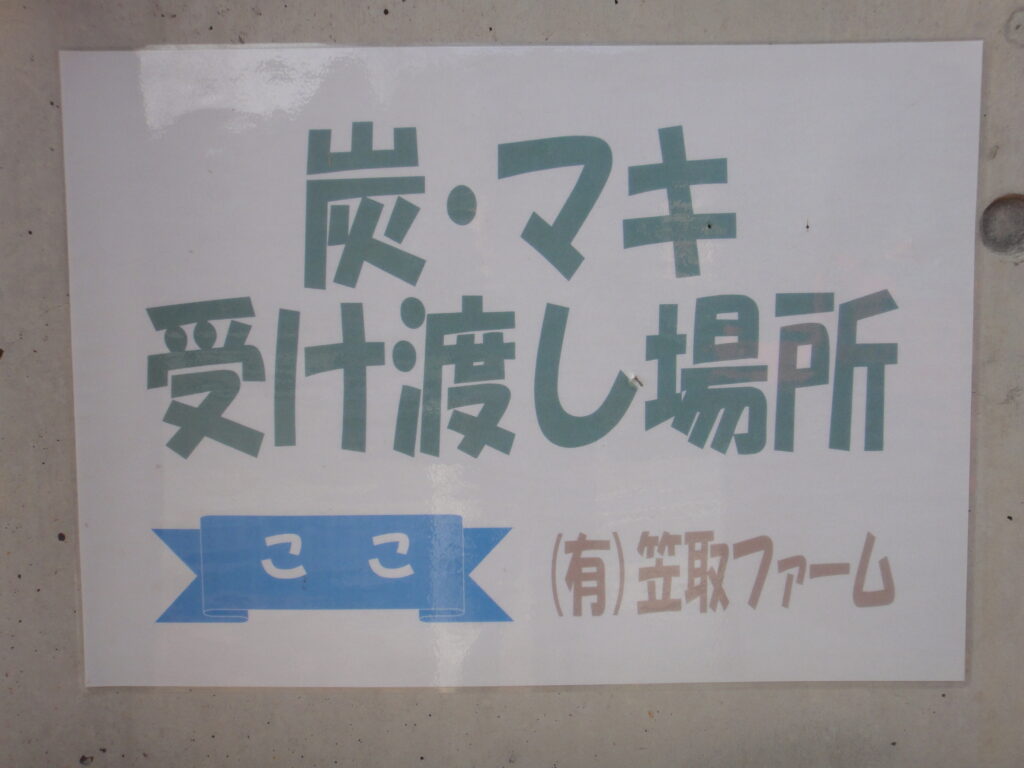 炭・マキ
受け渡し場所
ここ
(有)笠取ファーム